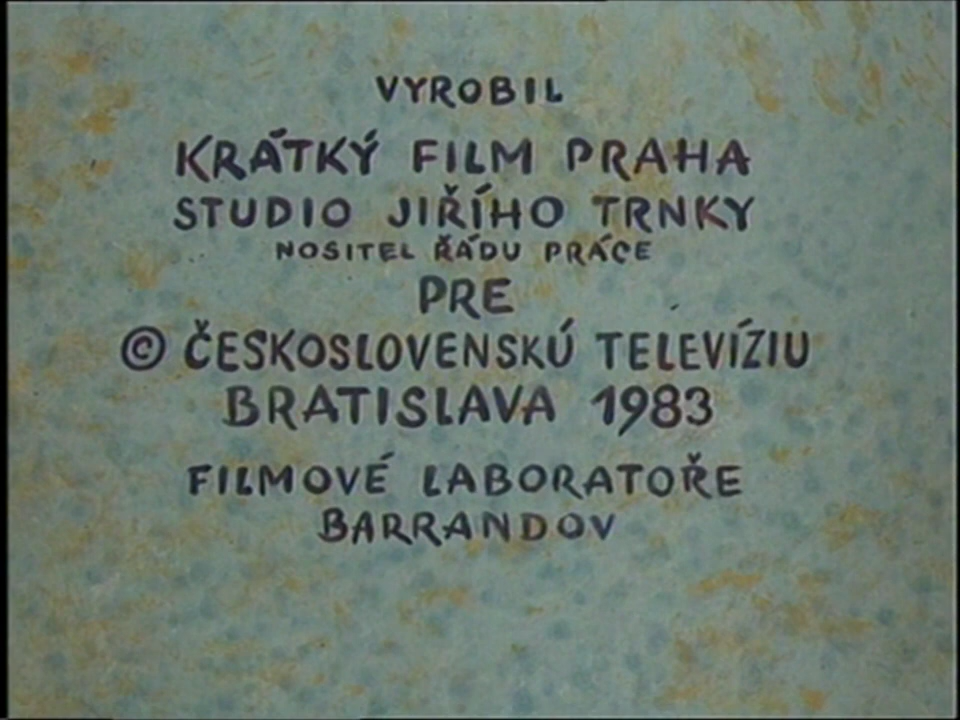 VYROBIL
KRÁTKÝ FILM PRAHA
STUDIO JIŘÍHO TRNKY
NOSITEL ŘÁDU PRÁCE
PRE
© ČESKOSLOVENSKÚ TELEVÍZIU
BRATISLAVA 1983
FILMOVÉ LABORATOŘE
BARRANDOV